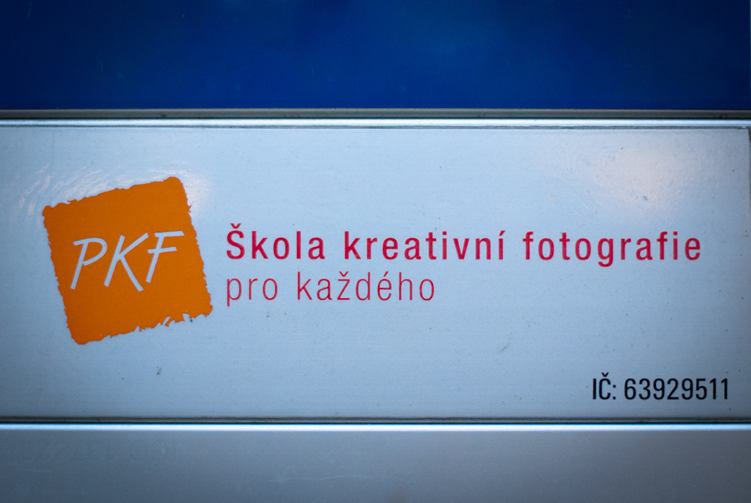 PKF
Škola kreativní fotografie
pro každého
IČ: 63929511